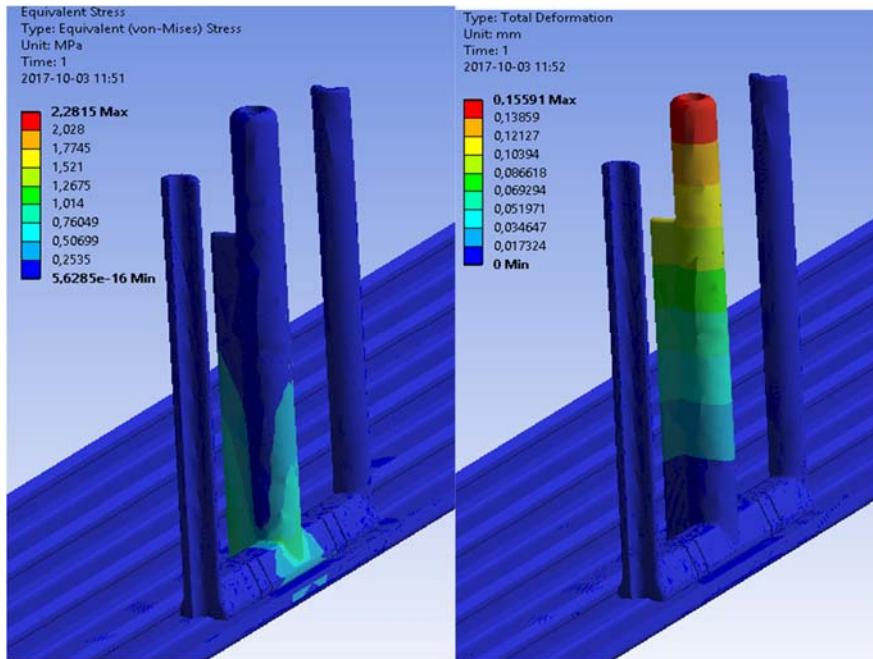 Equivalent Stress
Type: Equivalent (von-Mises) Stress
Unit: MPa
Time: 1
2017-10-03 11:51
2,2815 Max
2,028
1,7745
1,521
1,2675
1,014
0,76049
0,50699
0,2535
5,6285e-16 Min
Type: Total Deformation
Unit: mm
Time: 1
2017-10-03 11:52
0,15591 Max
0,13859
0,12127
0,10394
0,086618
0,069294
0,051971
0,034647
0,017324
0 Min